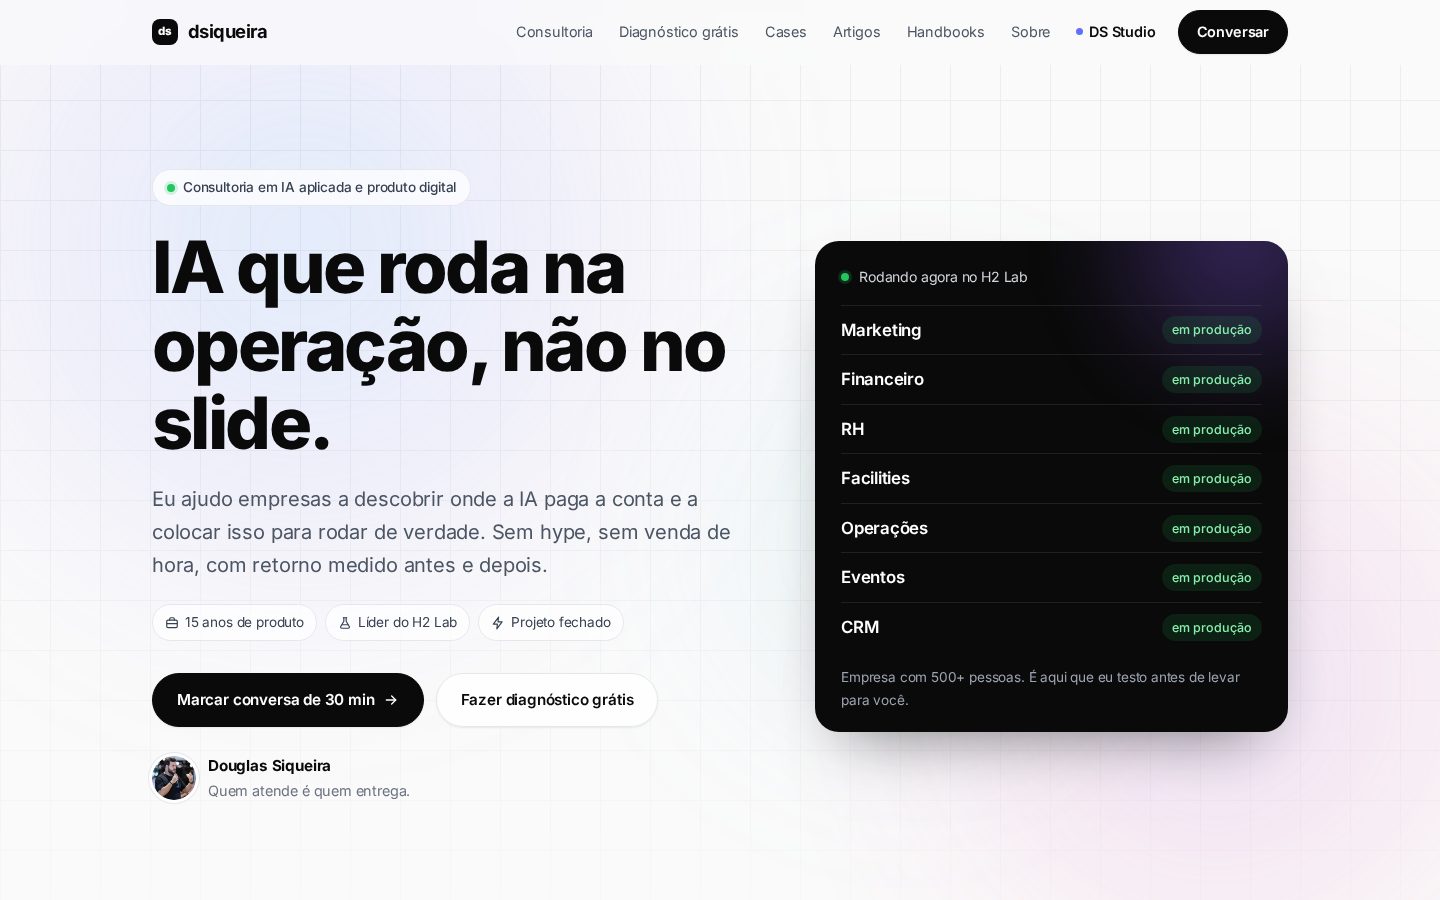 ds dsiqueira
Consultoria Diagnóstico grátis Cases Artigos Handbooks Sobre DS Studio Conversar
Consultoria em IA aplicada e produto digital
IA que roda na
operação, não no
slide.
Eu ajudo empresas a descobrir onde a IA paga a conta e a
colocar isso para rodar de verdade. Sem hype, sem venda de
hora, com retorno medido antes e depois.
15 anos de produto Líder do H2 Lab Projeto fechado
Marcar conversa de 30 min → Fazer diagnóstico grátis
Douglas Siqueira
Quem atende é quem entrega.
Rodando agora no H2 Lab
Marketing em produção
Financeiro em produção
RH em produção
Facilities em produção
Operações em produção
Eventos em produção
CRM em produção
Empresa com 500+ pessoas. É aqui que eu testo antes de levar
para você.